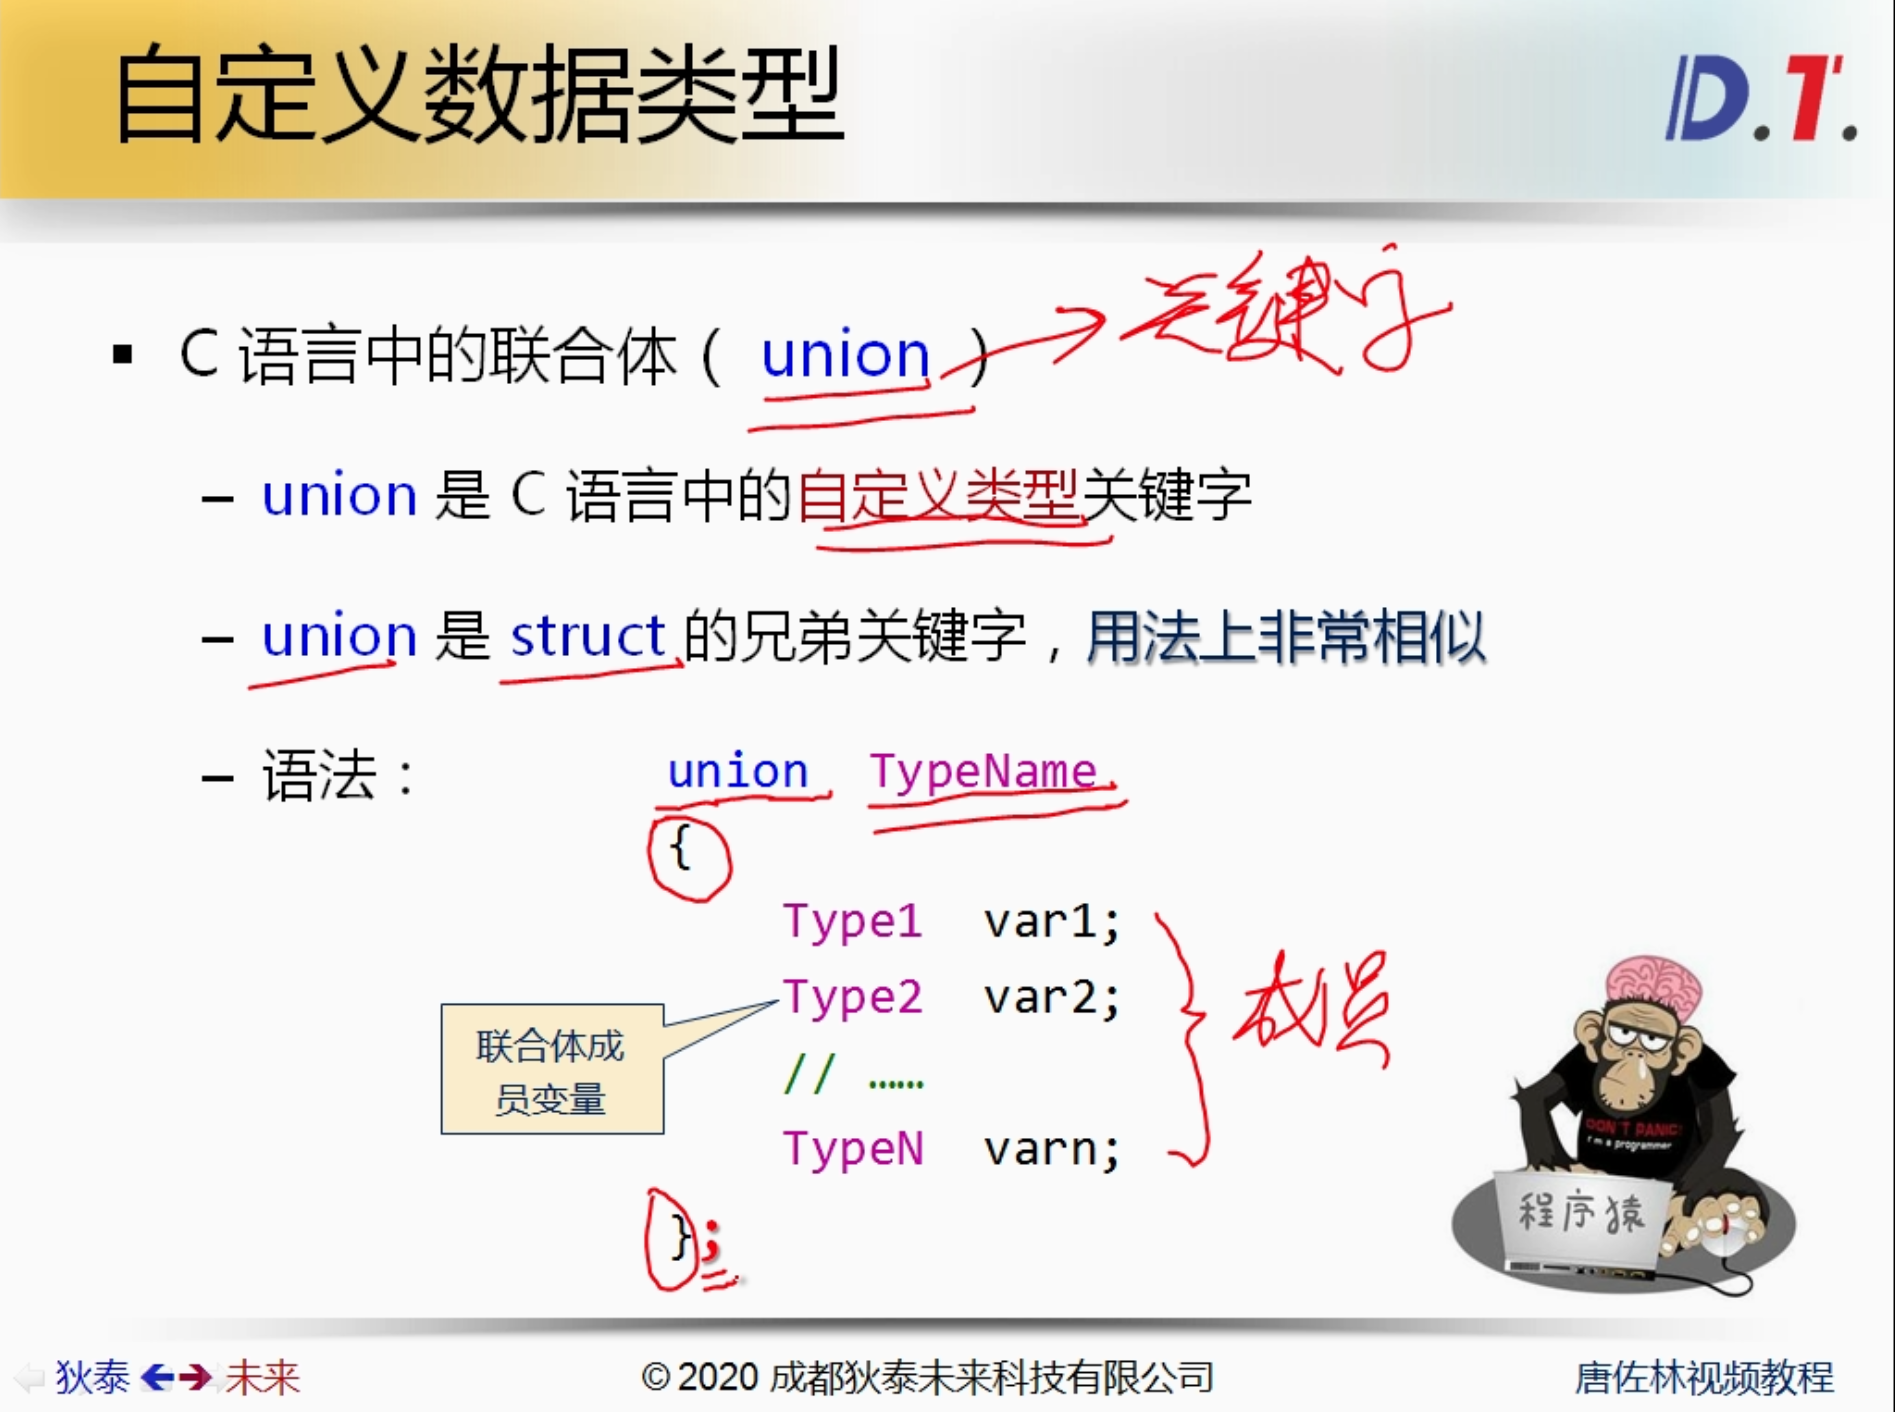 自定义数据类型
D.T.
C 语言中的联合体( union ) 关键字
union 是 C 语言中的自定义类型关键字
union 是 struct 的兄弟关键字,用法上非常相似
语法:
union TypeName
{
Type1 var1;
Type2 var2;
// ……
TypeN varn;
};
联合体成
员变量
成员
DON'T PANIC!
I'm a programmer
程序猿
狄泰 未来
© 2020 成都狄泰未来科技有限公司
唐佐林视频教程